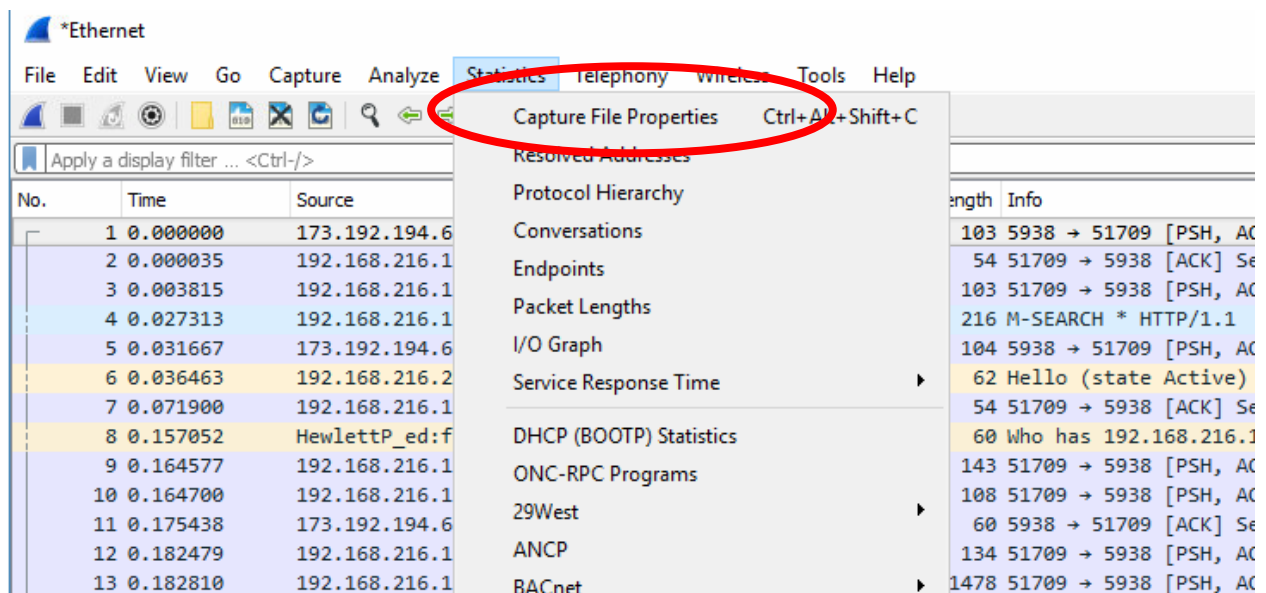 *Ethernet
File Edit View Go Capture Analyze Statistics Telephony Wireless Tools Help
Capture File Properties Ctrl+Alt+Shift+C
Apply a display filter ... <Ctrl-/>
Resolved Addresses
Protocol Hierarchy
Conversations
Endpoints
Packet Lengths
I/O Graph
Service Response Time
DHCP (BOOTP) Statistics
ONC-RPC Programs
29West
ANCP
BACnet
No. Time Source ength Info
1 0.000000 173.192.194.6 103 5938 → 51709 [PSH, AC
2 0.000035 192.168.216.1 54 51709 → 5938 [ACK] Se
3 0.003815 192.168.216.1 103 51709 → 5938 [PSH, AC
4 0.027313 192.168.216.1 216 M-SEARCH * HTTP/1.1
5 0.031667 173.192.194.6 104 5938 → 51709 [PSH, AC
6 0.036463 192.168.216.2 62 Hello (state Active)
7 0.071900 192.168.216.1 54 51709 → 5938 [ACK] Se
8 0.157052 HewlettP_ed:f 60 Who has 192.168.216.1
9 0.164577 192.168.216.1 143 51709 → 5938 [PSH, AC
10 0.164700 192.168.216.1 108 51709 → 5938 [PSH, AC
11 0.175438 173.192.194.6 60 5938 → 51709 [ACK] Se
12 0.182479 192.168.216.1 134 51709 → 5938 [PSH, AC
13 0.182810 192.168.216.1 1478 51709 → 5938 [PSH, AC